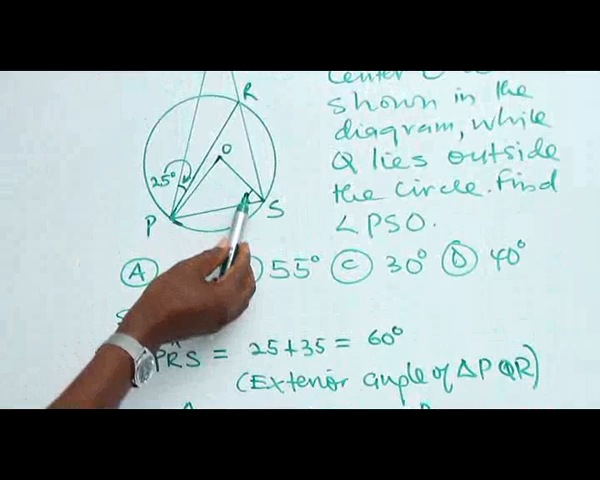 R
shown in the
O
diagram, while
Q lies outside
25°
the circle. Find
S
P
∠PSO.
A
55° C 30° D 40°
PRS = 25+35 = 60°
(Exterior angle of ΔPQR)